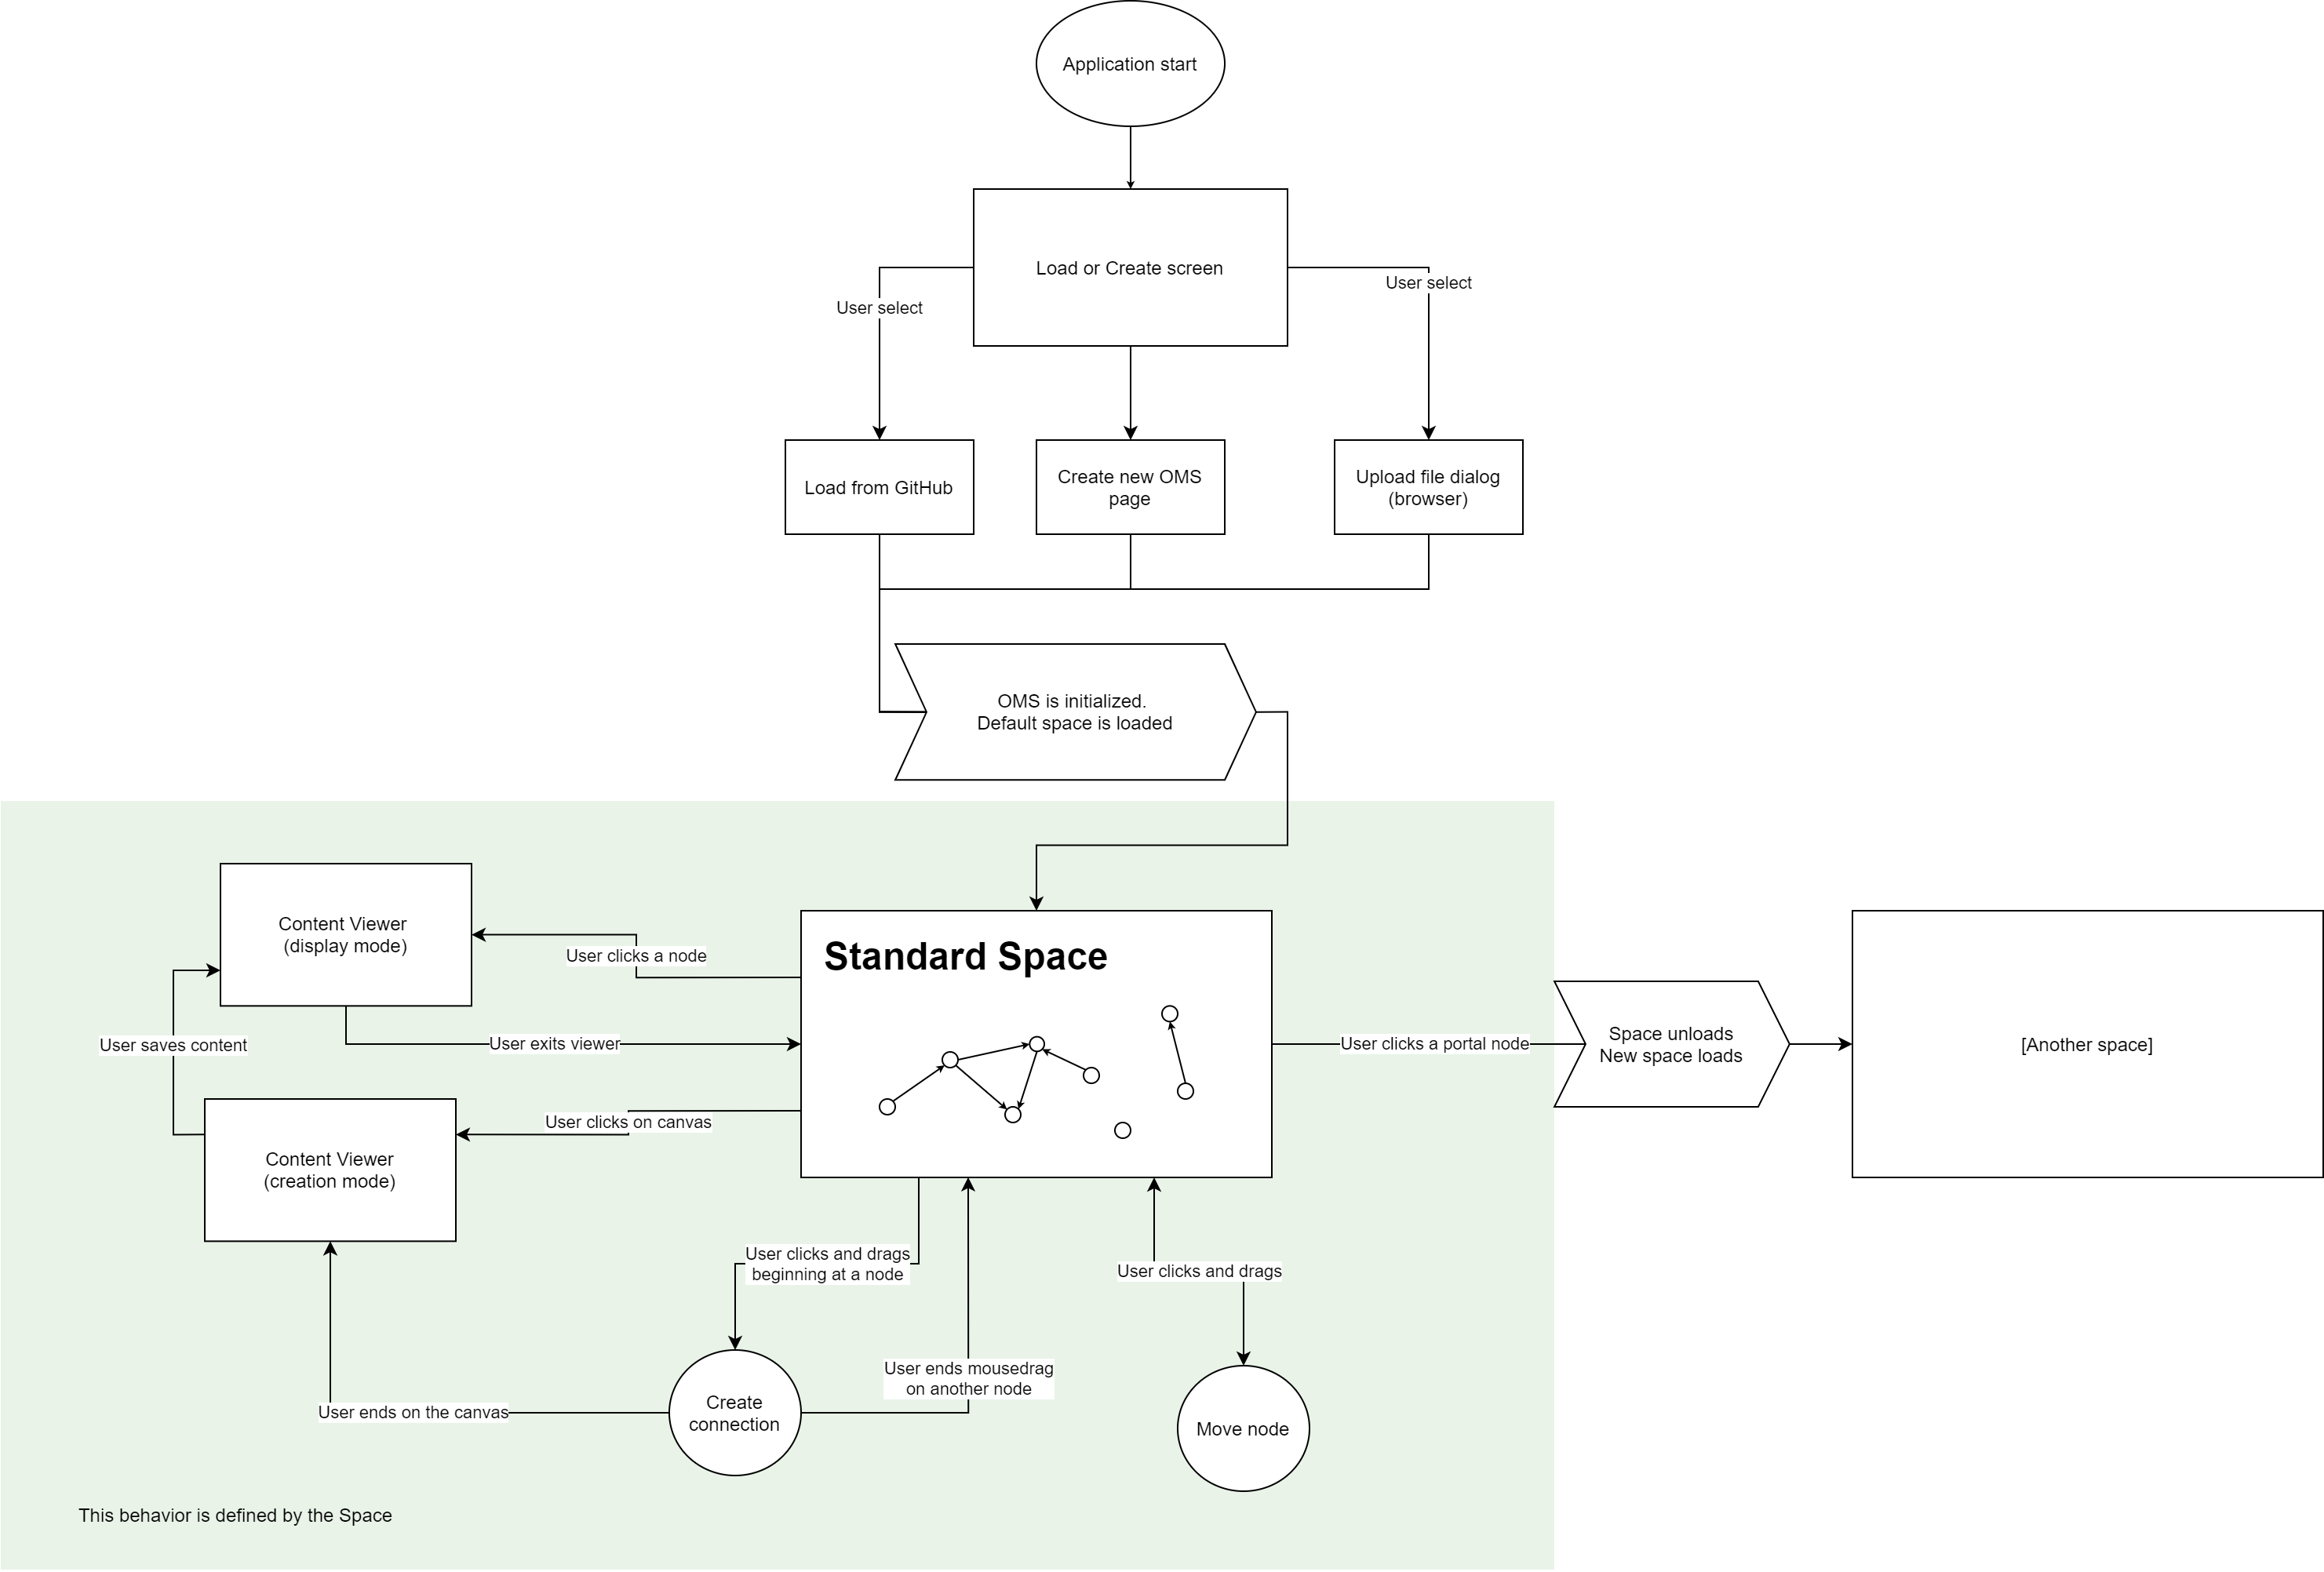 Application start
Load or Create screen
User select
User select
Load from GitHub
Create new OMS
page
Upload file dialog
(browser)
OMS is initialized.
Default space is loaded
Content Viewer
(display mode)
User clicks a node
Standard Space
User saves content
User exits viewer
User clicks a portal node
Space unloads
New space loads
[Another space]
User clicks on canvas
Content Viewer
(creation mode)
User clicks and drags
beginning at a node
User clicks and drags
User ends mousedrag
on another node
User ends on the canvas
Create
connection
Move node
This behavior is defined by the Space